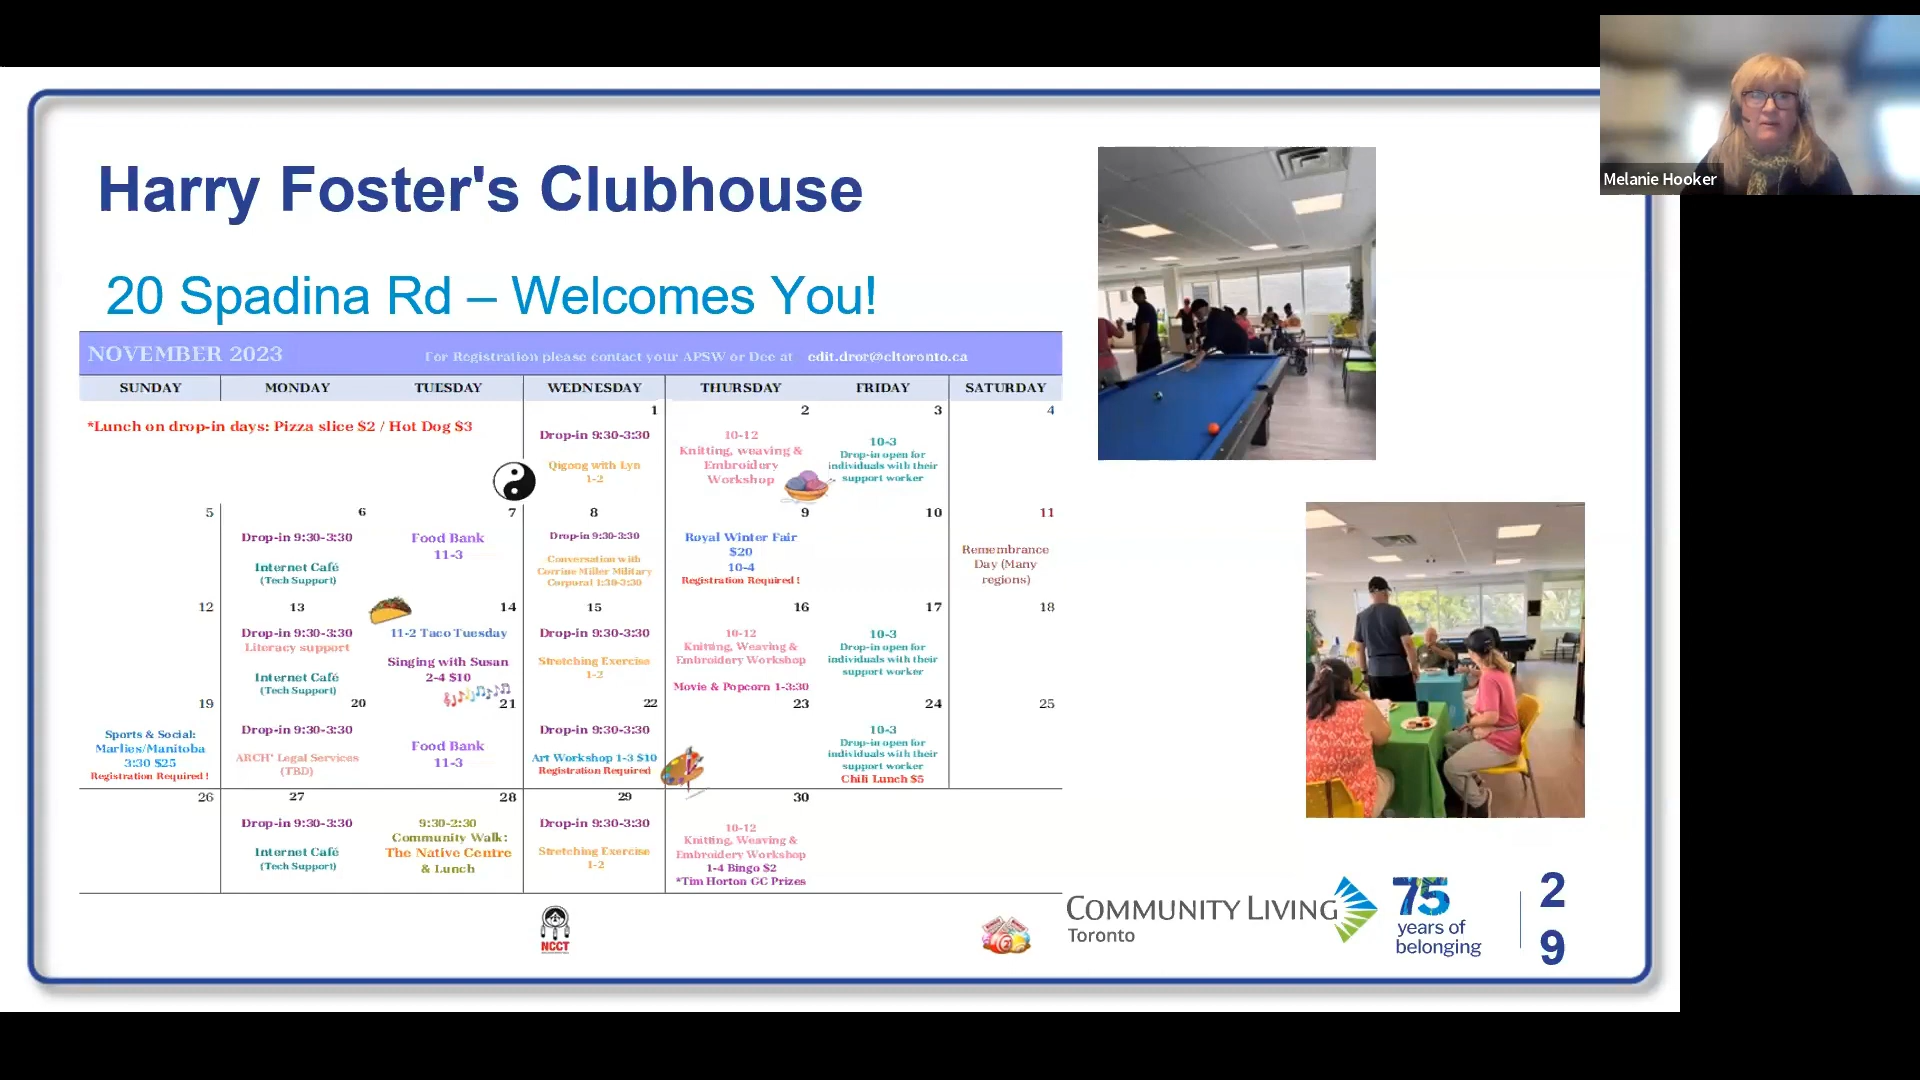 Melanie Hooker
Harry Foster's Clubhouse
20 Spadina Rd – Welcomes You!
NOVEMBER 2023 For Registration please contact your APSW or Dee at edit.dror@cltoronto.ca
SUNDAY MONDAY TUESDAY WEDNESDAY THURSDAY FRIDAY SATURDAY
*Lunch on drop-in days: Pizza slice $2 / Hot Dog $3
1
Drop-in 9:30-3:30
Qigong with Lyn
1-2
2
10-12
Knitting, weaving &
Embroidery
Workshop
3
10-3
Drop-in open for
individuals with their
support worker
4
5
6
Drop-in 9:30-3:30
Internet Café
(Tech Support)
7
Food Bank
11-3
8
Drop-in 9:30-3:30
Conversation with
Corrine Miller Military
Corporal 1:30-3:30
9
Royal Winter Fair
$20
10-4
Registration Required !
10
11
Remembrance
Day (Many
regions)
12
13
Drop-in 9:30-3:30
Literacy support
Internet Café
(Tech Support)
14
11-2 Taco Tuesday
Singing with Susan
2-4 $10
15
Drop-in 9:30-3:30
Stretching Exercise
1-2
16
10-12
Knitting, Weaving &
Embroidery Workshop
Movie & Popcorn 1-3:30
17
10-3
Drop-in open for
individuals with their
support worker
18
19
Sports & Social:
Marlies/Manitoba
3:30 $25
Registration Required !
20
Drop-in 9:30-3:30
ARCH' Legal Services
(TBD)
21
Food Bank
11-3
22
Drop-in 9:30-3:30
Art Workshop 1-3 $10
Registration Required
23
24
10-3
Drop-in open for
individuals with their
support worker
Chili Lunch $5
25
26
27
Drop-in 9:30-3:30
Internet Café
(Tech Support)
28
9:30-2:30
Community Walk:
The Native Centre
& Lunch
29
Drop-in 9:30-3:30
Stretching Exercise
1-2
30
10-12
Knitting, Weaving &
Embroidery Workshop
1-4 Bingo $2
*Tim Horton GC Prizes
NCCT
COMMUNITY LIVING
Toronto
75
years of
belonging
2
9